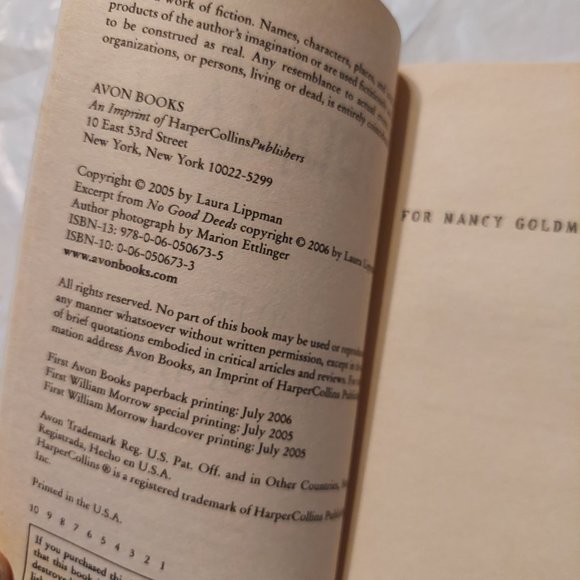 work of fiction. Names, characters, places, and
products of the author's imagination or are used fictitiously
to be construed as real. Any resemblance to actual
organizations, or persons, living or dead, is entirely
AVON BOOKS
An Imprint of HarperCollinsPublishers
10 East 53rd Street
New York, New York 10022-5299
Copyright © 2005 by Laura Lippman
Excerpt from No Good Deeds copyright © 2006 by Laura
Author photograph by Marion Ettlinger
ISBN-13: 978-0-06-050673-5
ISBN-10: 0-06-050673-3
www.avonbooks.com
All rights reserved. No part of this book may be used or
any manner whatsoever without written permission, except in
of brief quotations embodied in critical articles and reviews. For
mation address Avon Books, an Imprint of HarperCollins
First Avon Books paperback printing: July 2006
First William Morrow special printing: July 2005
First William Morrow hardcover printing: July 2005
Avon Trademark Reg. U.S. Pat. Off. and in Other Countries,
Registrada, Hecho en U.S.A.
HarperCollins® is a registered trademark of HarperCollins
Inc.
Printed in the U.S.A.
10 9 8 7 6 5 4 3 2 1
If you purchased
that this book
FOR NANCY GOLDM